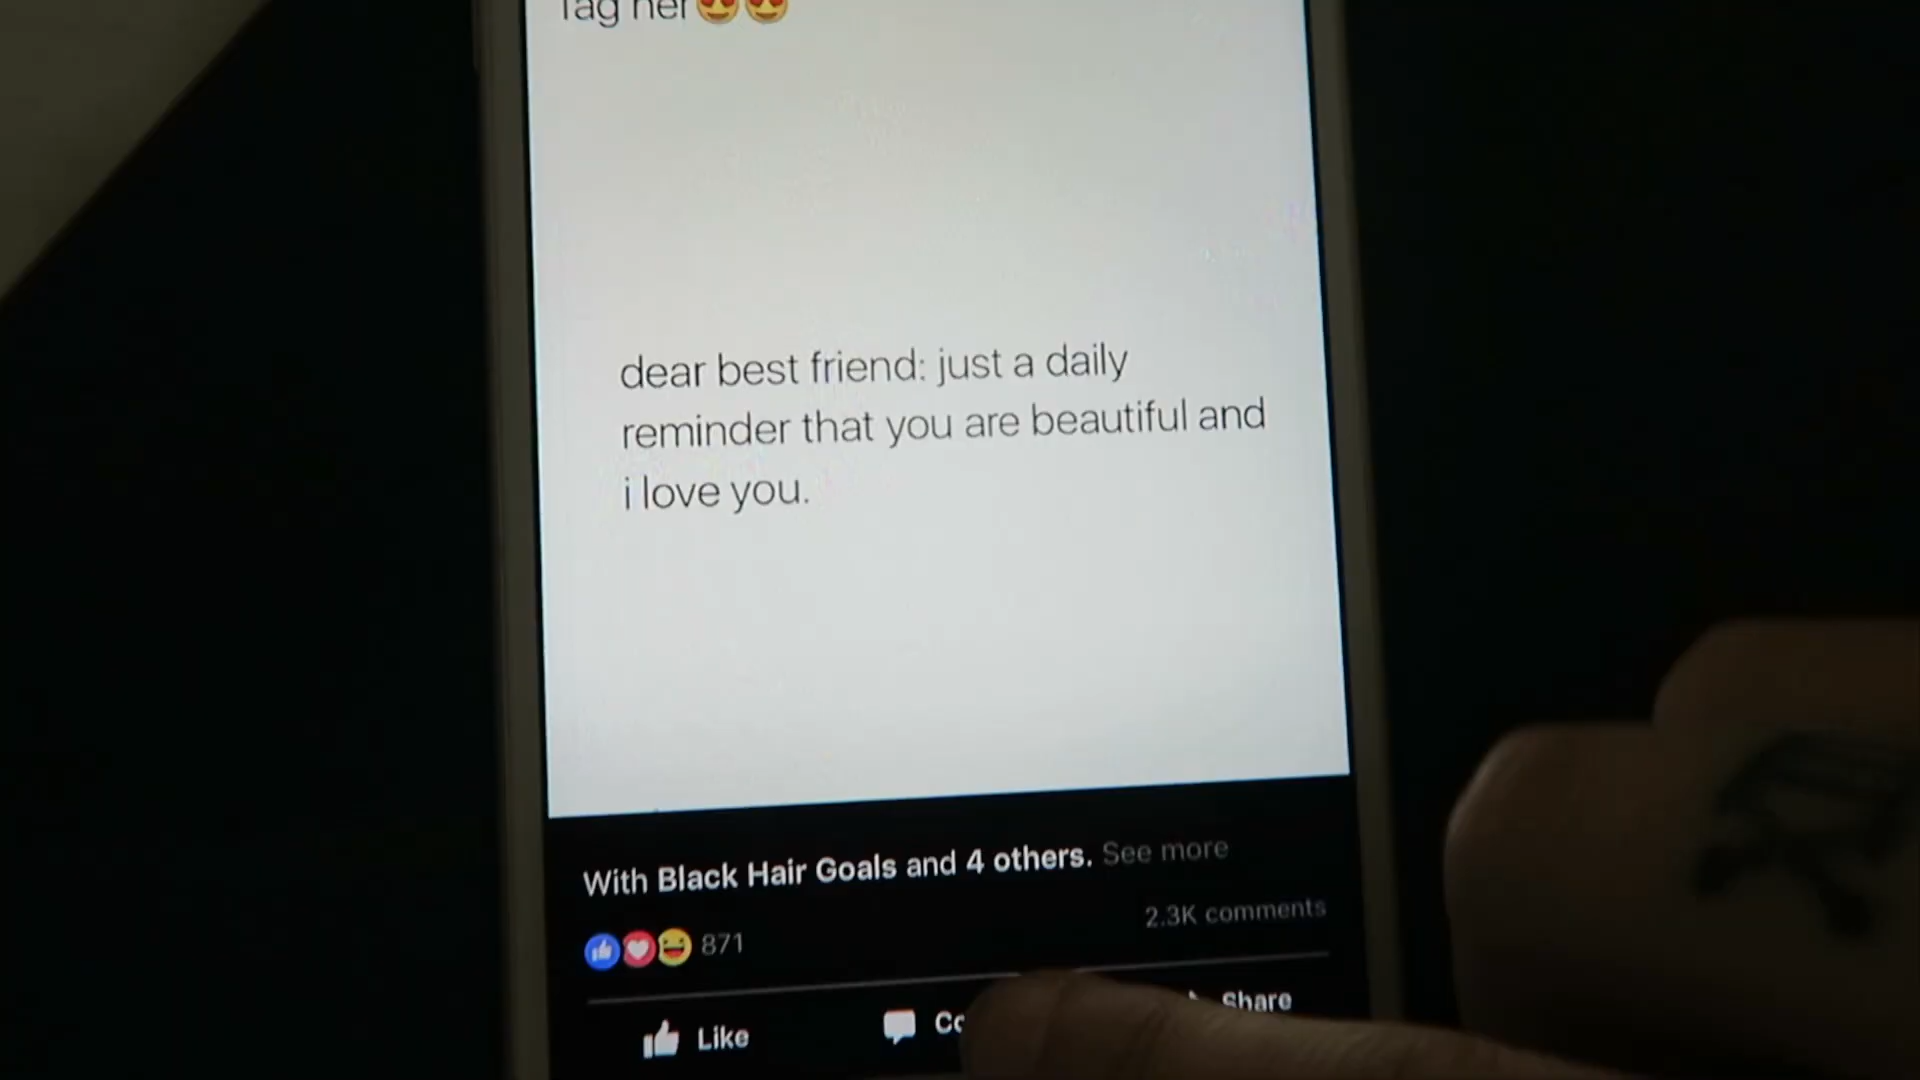 Tag her😍😍
dear best friend: just a daily
reminder that you are beautiful and
i love you.
With Black Hair Goals and 4 others. See more
871
2.3K comments
Like
Share